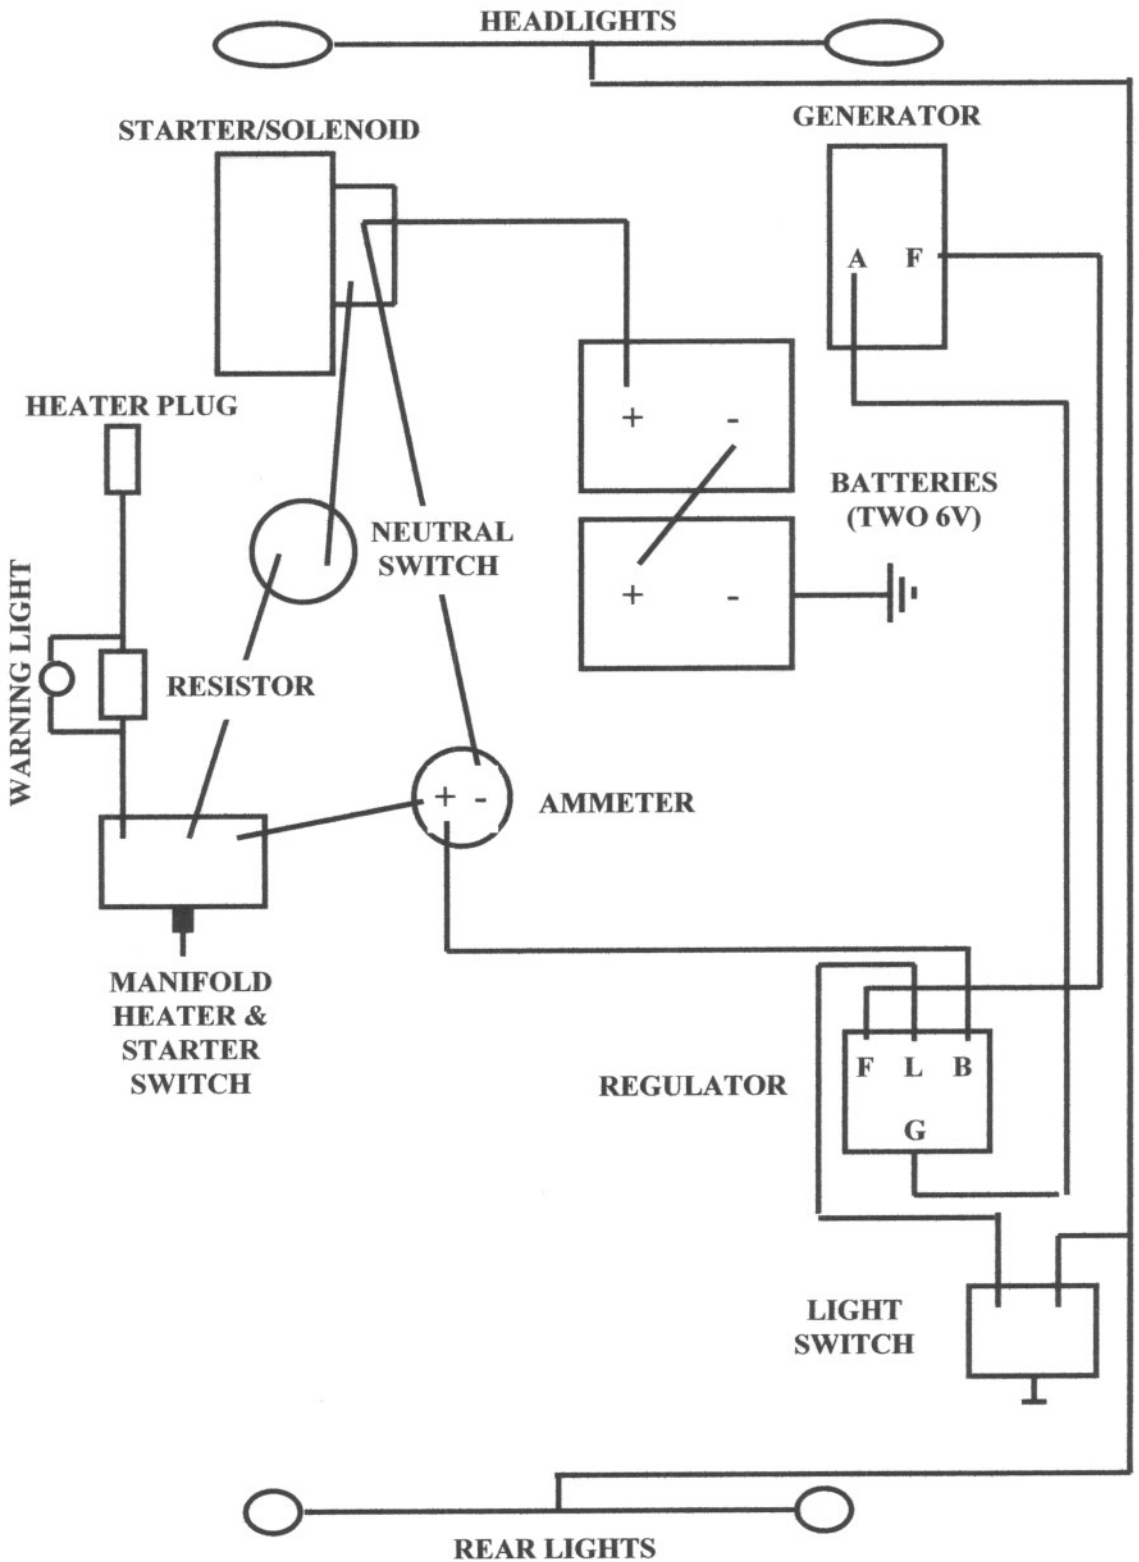 HEADLIGHTS
STARTER/SOLENOID
GENERATOR
A F
HEATER PLUG
+ -
BATTERIES
(TWO 6V)
NEUTRAL
SWITCH
+ -
WARNING LIGHT
RESISTOR
+ -
AMMETER
MANIFOLD
HEATER &
STARTER
SWITCH
REGULATOR
F L B
G
LIGHT
SWITCH
REAR LIGHTS